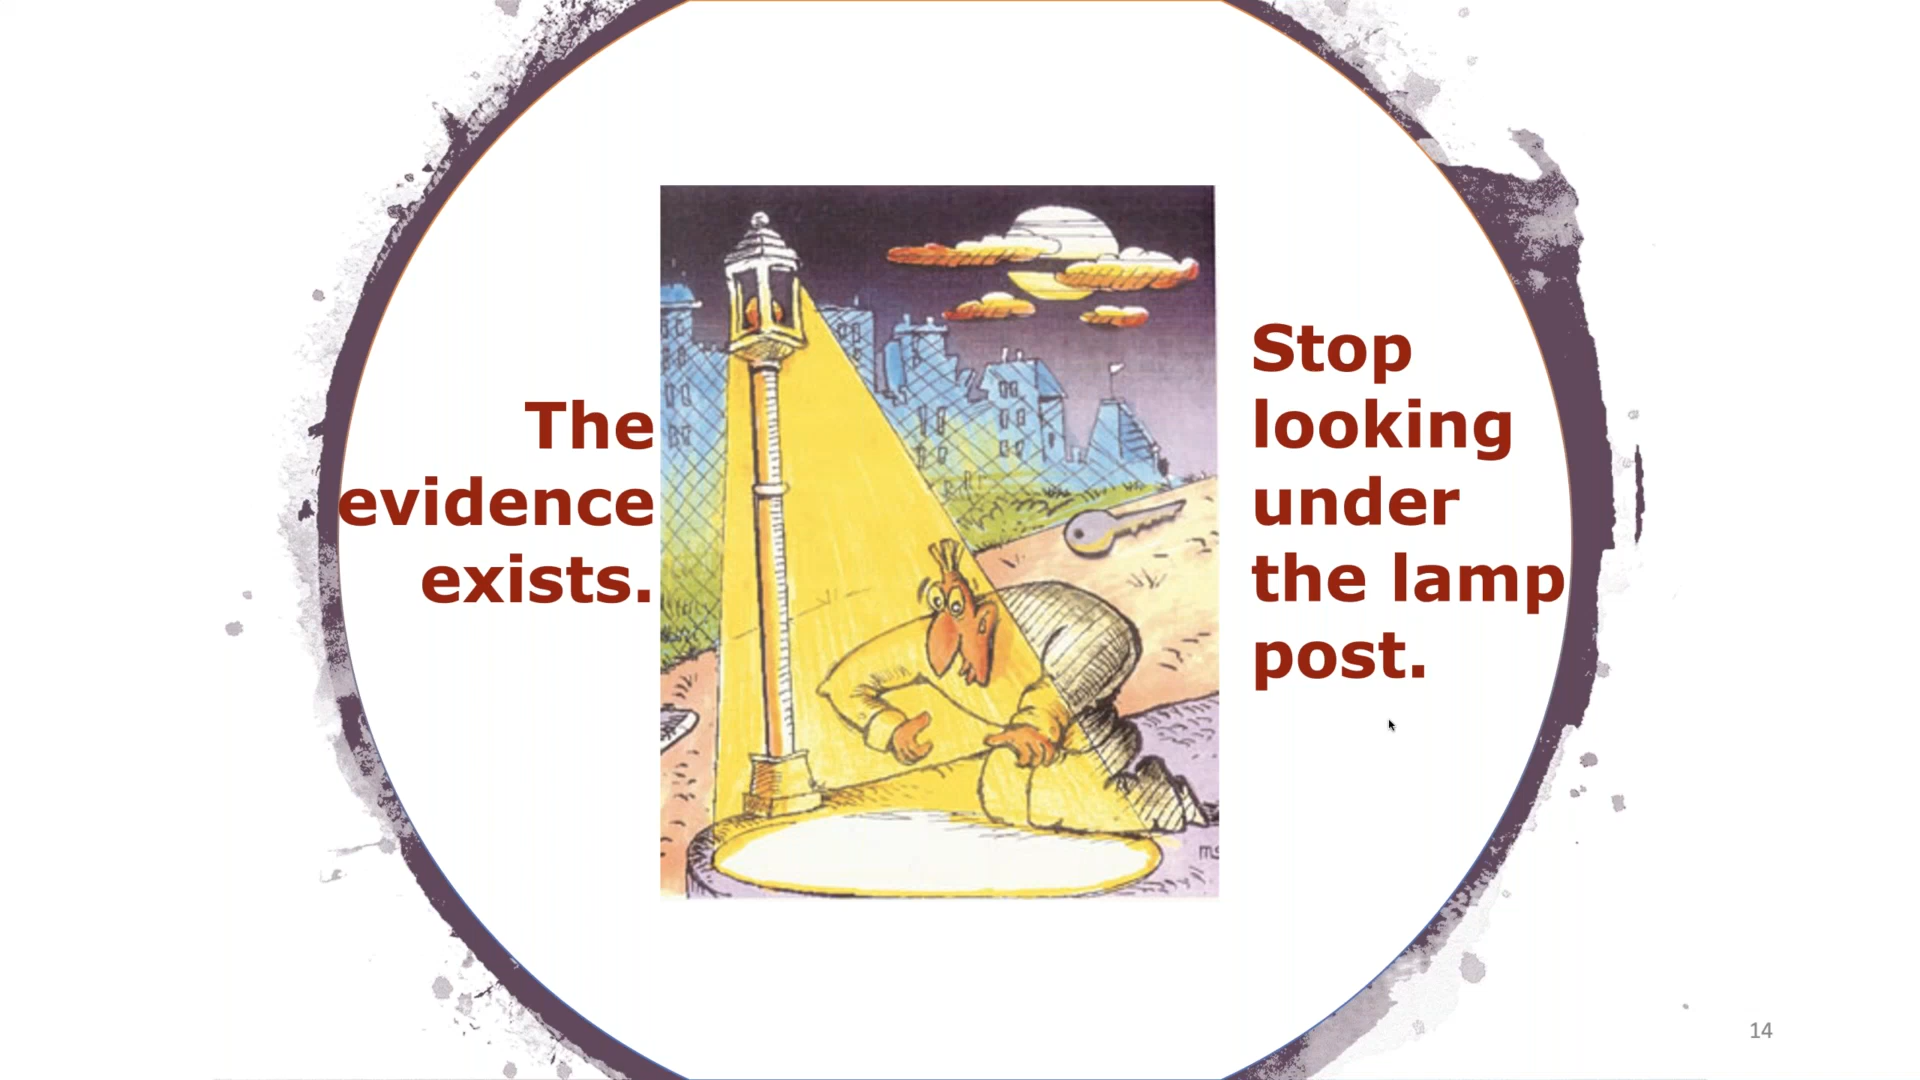 The
evidence
exists.
Stop
looking
under
the lamp
post.
14